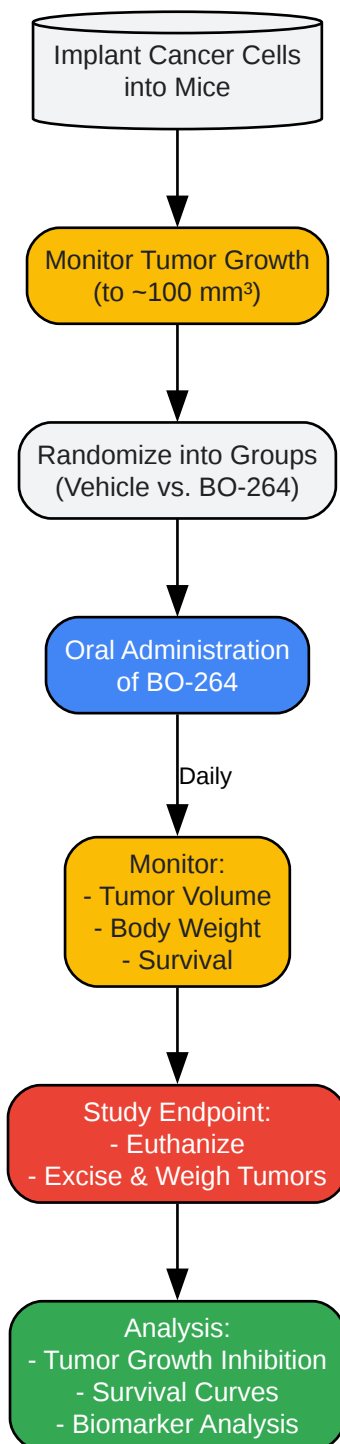 Implant Cancer Cells
into Mice
Monitor Tumor Growth
(to ~100 mm³)
Randomize into Groups
(Vehicle vs. BO-264)
Oral Administration
of BO-264
Daily
Monitor:
- Tumor Volume
- Body Weight
- Survival
Study Endpoint:
- Euthanize
- Excise & Weigh Tumors
Analysis:
- Tumor Growth Inhibition
- Survival Curves
- Biomarker Analysis